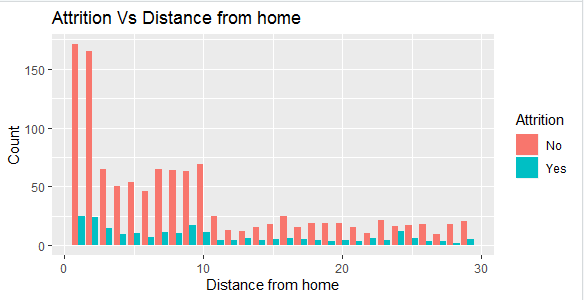 Attrition Vs Distance from home
150
100
50
0
Count
0 10 20 30
Distance from home
Attrition
No
Yes